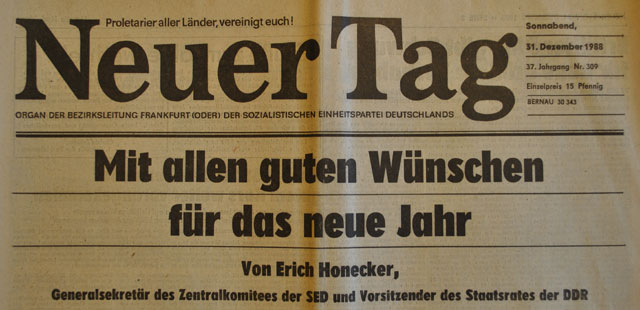 Proletarier aller Länder, vereinigt euch!
Neuer Tag
Sonnabend,
31. Dezember 1988
37. Jahrgang Nr. 309
Einzelpreis 15 Pfennig
BERNAU 30 343
ORGAN DER BEZIRKSLEITUNG FRANKFURT (ODER) DER SOZIALISTISCHEN EINHEITSPARTEI DEUTSCHLANDS
Mit allen guten Wünschen
für das neue Jahr
Von Erich Honecker,
Generalsekretär des Zentralkomitees der SED und Vorsitzender des Staatsrates der DDR